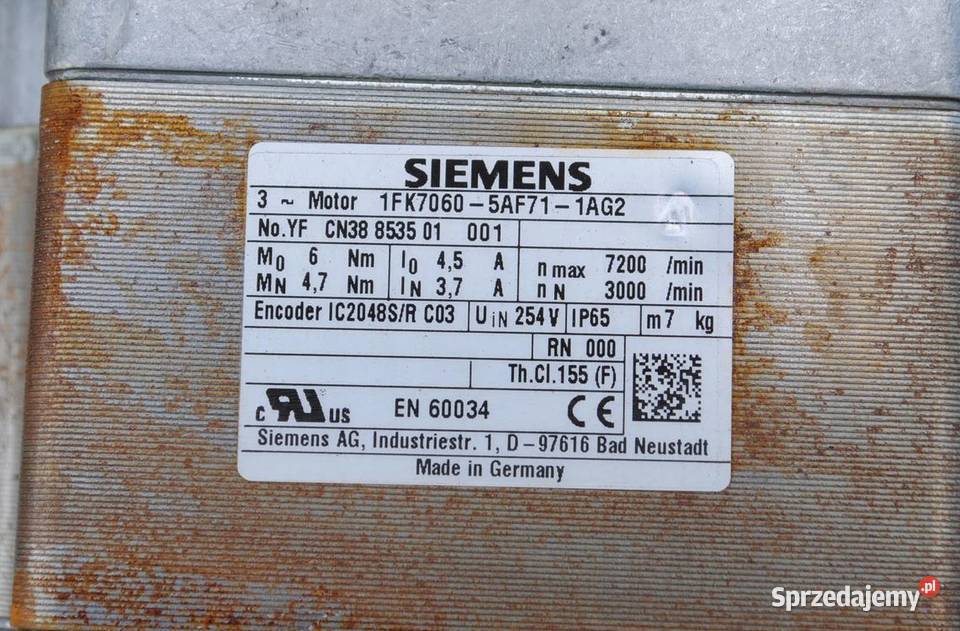 SIEMENS
3 ~ Motor 1FK7060-5AF71-1AG2
No.YF CN38 8535 01 001
M0 6 Nm I0 4,5 A n max 7200 /min
MN 4,7 Nm IN 3,7 A n N 3000 /min
Encoder IC2048S/R C03 UiN 254V IP65 m7 kg
RN 000
Th.Cl.155 (F)
c RU US EN 60034 CE
Siemens AG, Industriestr. 1, D-97616 Bad Neustadt
Made in Germany
Sprzedajemy.pl